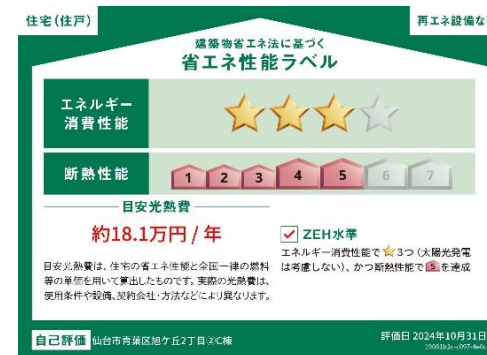 住宅(住戸)
再エネ設備な
建築物省エネ法に基づく
省エネ性能ラベル
エネルギー
消費性能
断熱性能
1 2 3 4 5 6 7
目安光熱費
約18.1万円 / 年
目安光熱費は、住宅の省エネ性能と全国一律の燃料
等の単価を用いて算出したものです。実際の光熱費は、
使用条件や設備、契約会社・方法などにより異なります。
ZEH水準
エネルギー消費性能で★3つ(太陽光発電
は考慮しない)、かつ断熱性能で5を達成
自己評価 仙台市青葉区旭ケ丘2丁目②C棟
評価日 2024年10月31日